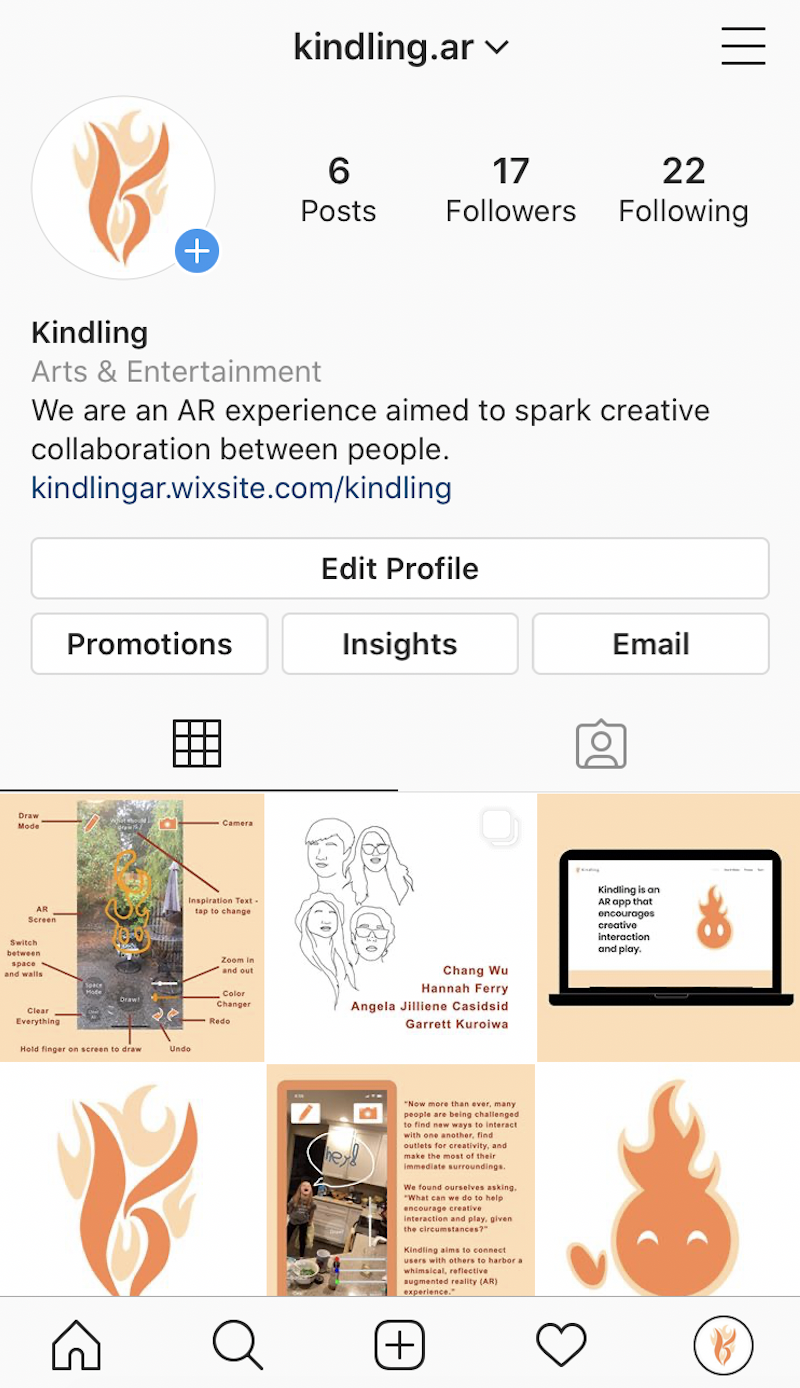 kindling.ar
6
Posts
17
Followers
22
Following
Kindling
Arts & Entertainment
We are an AR experience aimed to spark creative
collaboration between people.
kindlingar.wixsite.com/kindling
Edit Profile
Promotions
Insights
Email
Draw
Mode
Camera
Inspiration Text -
tap to change
AR
Screen
Switch
between
space
and walls
Zoom in
and out
Space
Mode
Draw!
Color
Changer
Clear
Everything
Redo
Hold finger on screen to draw
Undo
Chang Wu
Hannah Ferry
Angela Jilliene Casidsid
Garrett Kuroiwa
Kindling
Kindling is an
AR app that
encourages
creative
interaction
and play.
hey!
"Now more than ever, many
people are being challenged
to find new ways to interact
with one another, find
outlets for creativity, and
make the most of their
immediate surroundings.
We found ourselves asking,
"What can we do to help
encourage creative
interaction and play, given
the circumstances?"
Kindling aims to connect
users with others to harbor a
whimsical, reflective
augmented reality (AR)
experience."